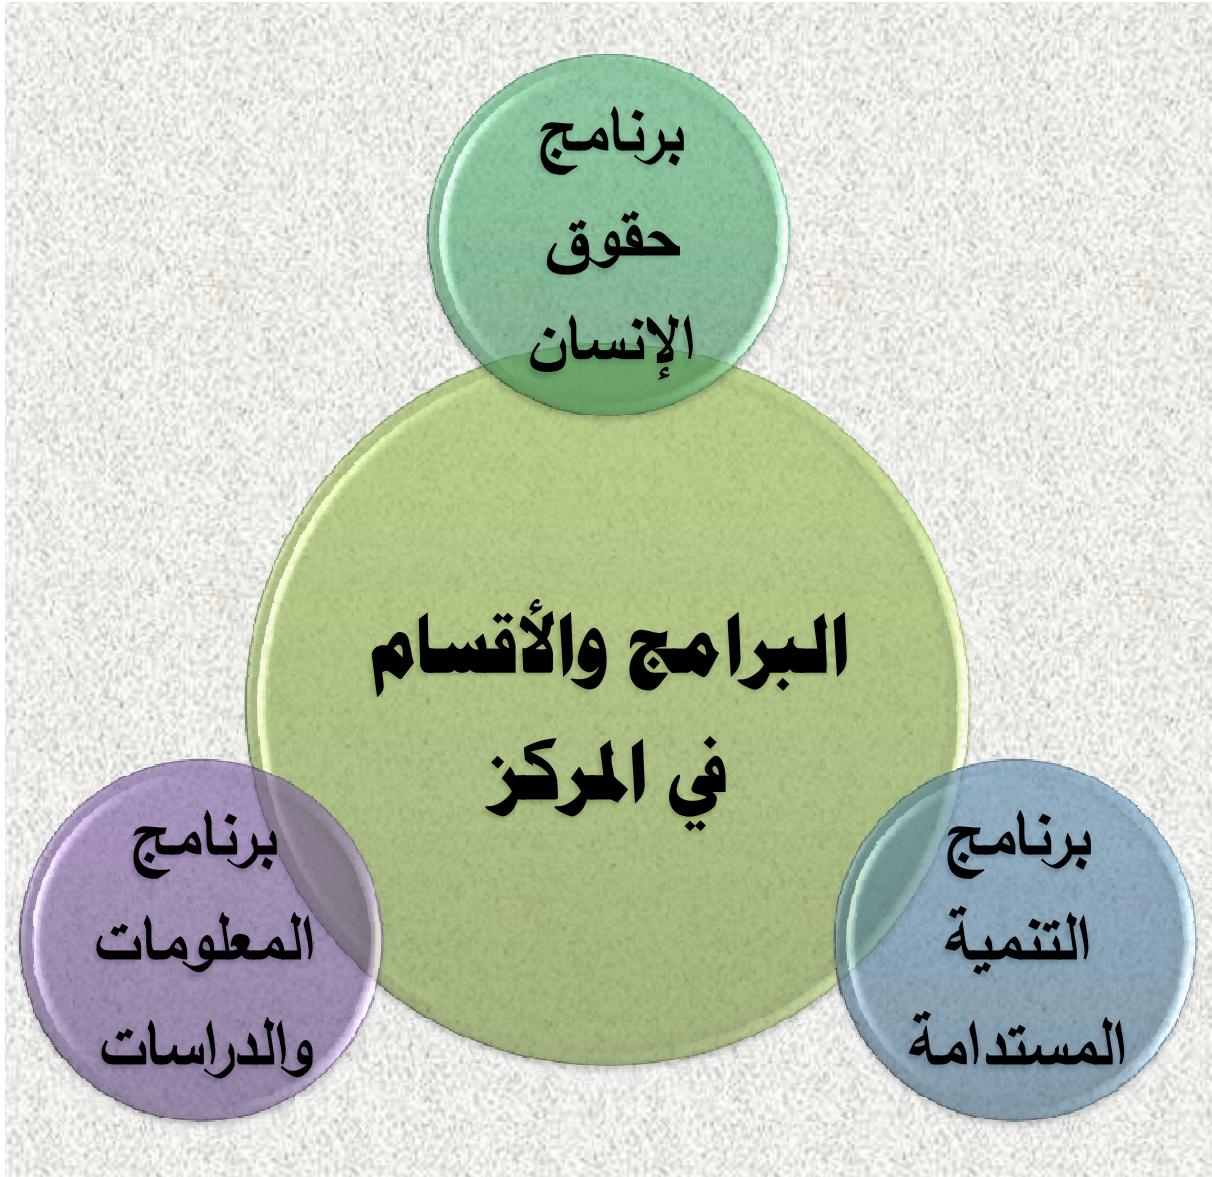 برنامج
حقوق
الإنسان
البرامج والأقسام
في المركز
برنامج
التنمية
المستدامة
برنامج
المعلومات
والدراسات